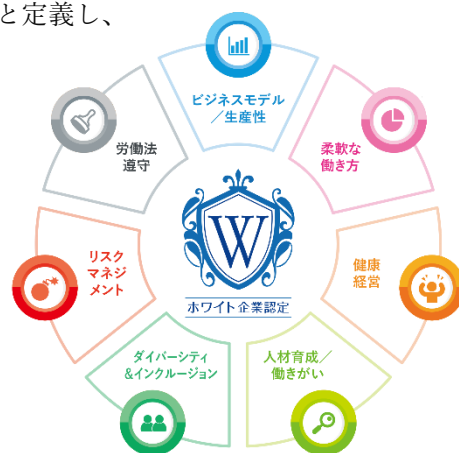 と定義し、
ビジネスモデル
／生産性
柔軟な
働き方
健康
経営
人材育成／
働きがい
ダイバーシティ
&インクルージョン
リスク
マネジ
メント
労働法
遵守
W
ホワイト企業認定